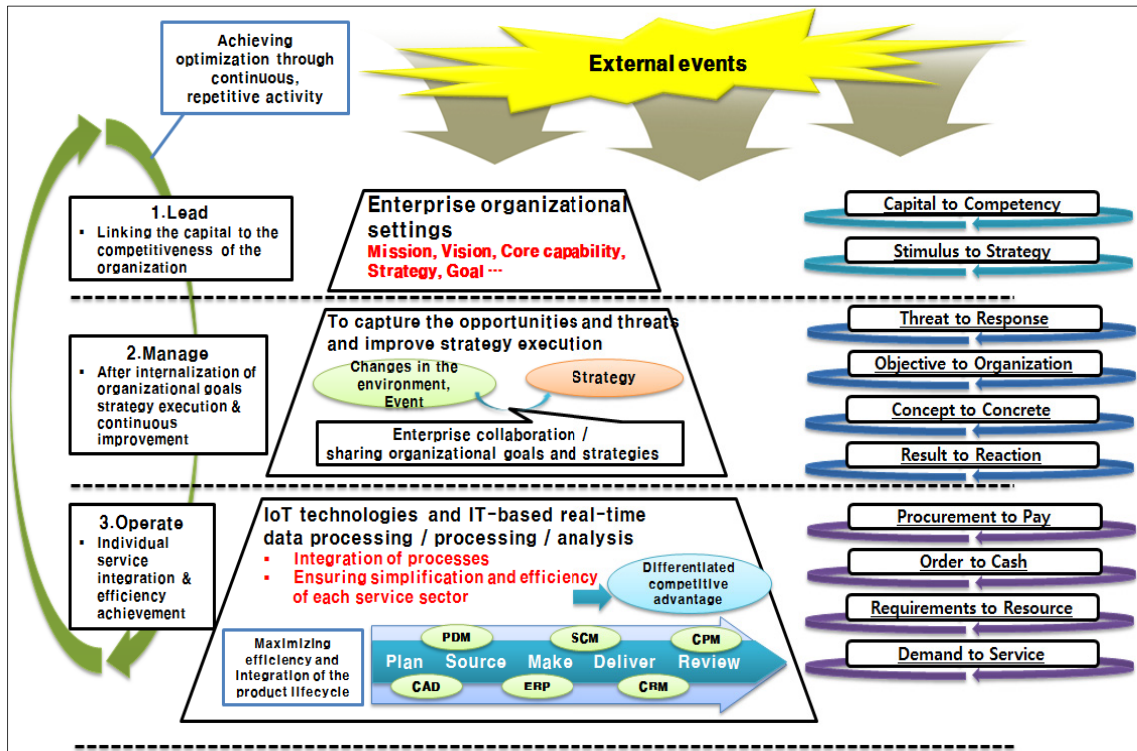 Achieving
optimization through
continuous,
repetitive activity
External events
1.Lead
▪ Linking the capital to the
competitiveness of the
organization
Enterprise organizational
settings
Mission, Vision, Core capability,
Strategy, Goal ···
Capital to Competency
Stimulus to Strategy
2.Manage
▪ After internalization of
organizational goals
strategy execution &
continuous
improvement
To capture the opportunities and threats
and improve strategy execution
Changes in the
environment,
Event
Strategy
Enterprise collaboration /
sharing organizational goals and strategies
Threat to Response
Objective to Organization
Concept to Concrete
Result to Reaction
3.Operate
▪ Individual
service
integration &
efficiency
achievement
IoT technologies and IT-based real-time
data processing / processing / analysis
▪ Integration of processes
▪ Ensuring simplification and efficiency
of each service sector
Differentiated
competitive
advantage
Maximizing
efficiency and
Integration of the
product lifecycle
PDM SCM CPM
Plan Source Make Deliver Review
CAD ERP CRM
Procurement to Pay
Order to Cash
Requirements to Resource
Demand to Service